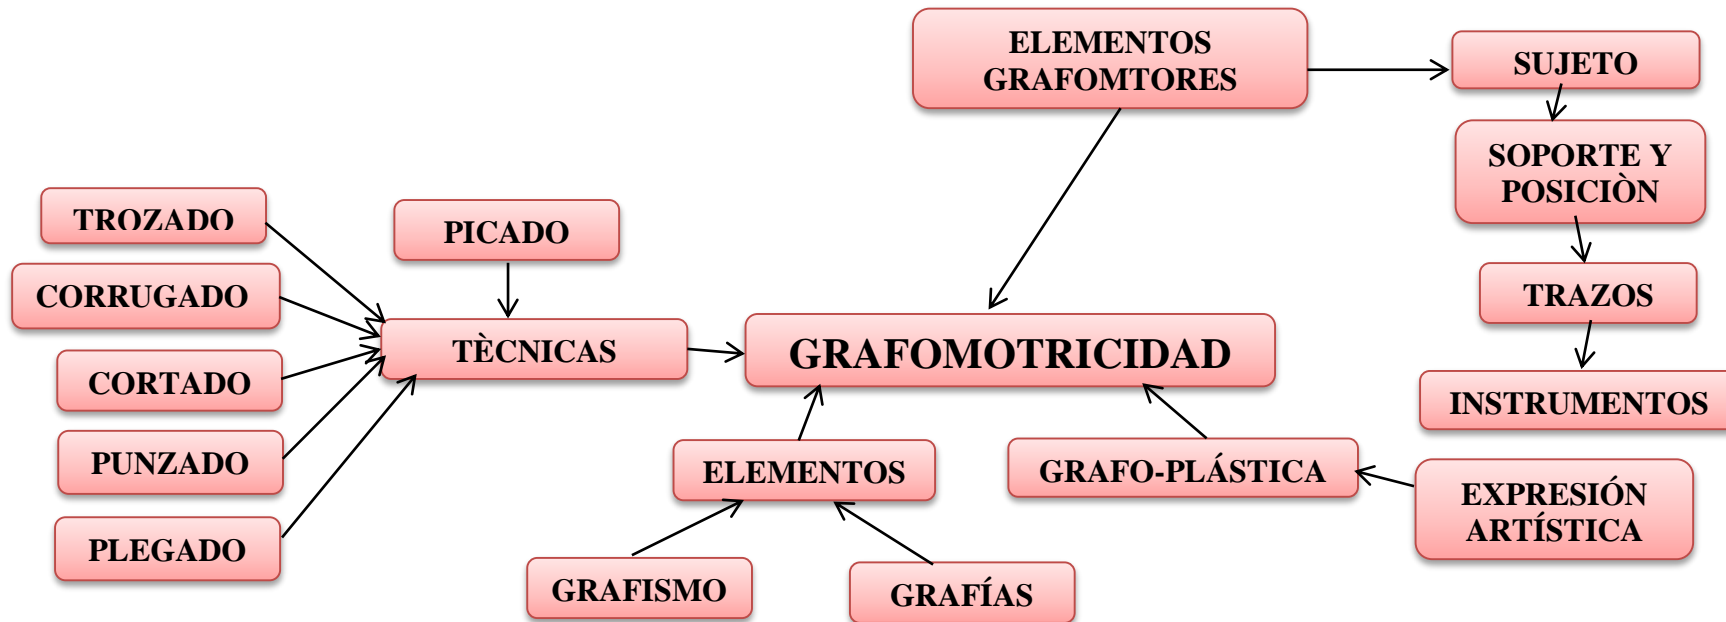 ELEMENTOS
GRAFOMTORES
SUJETO
SOPORTE Y
POSICIÒN
TROZADO
PICADO
CORRUGADO
TRAZOS
TÈCNICAS
GRAFOMOTRICIDAD
CORTADO
INSTRUMENTOS
PUNZADO
ELEMENTOS
GRAFO-PLÁSTICA
EXPRESIÓN
ARTÍSTICA
PLEGADO
GRAFISMO
GRAFÍAS